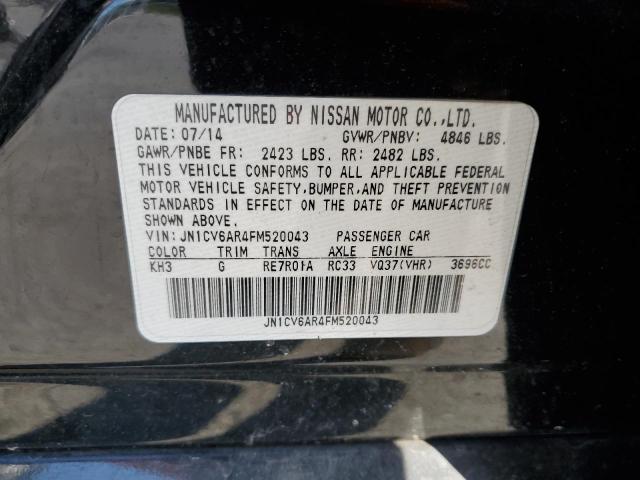 MANUFACTURED BY NISSAN MOTOR CO.,LTD.
DATE: 07/14 GVWR/PNBV: 4846 LBS.
GAWR/PNBE FR: 2423 LBS. RR: 2482 LBS.
THIS VEHICLE CONFORMS TO ALL APPLICABLE FEDERAL
MOTOR VEHICLE SAFETY,BUMPER,AND THEFT PREVENTION
STANDARDS IN EFFECT ON THE DATE OF MANUFACTURE
SHOWN ABOVE.
VIN: JN1CV6AR4FM520043 PASSENGER CAR
COLOR TRIM TRANS AXLE ENGINE
KH3 G RE7R01A RC33 VQ37(VHR) 3696CC
JN1CV6AR4FM520043